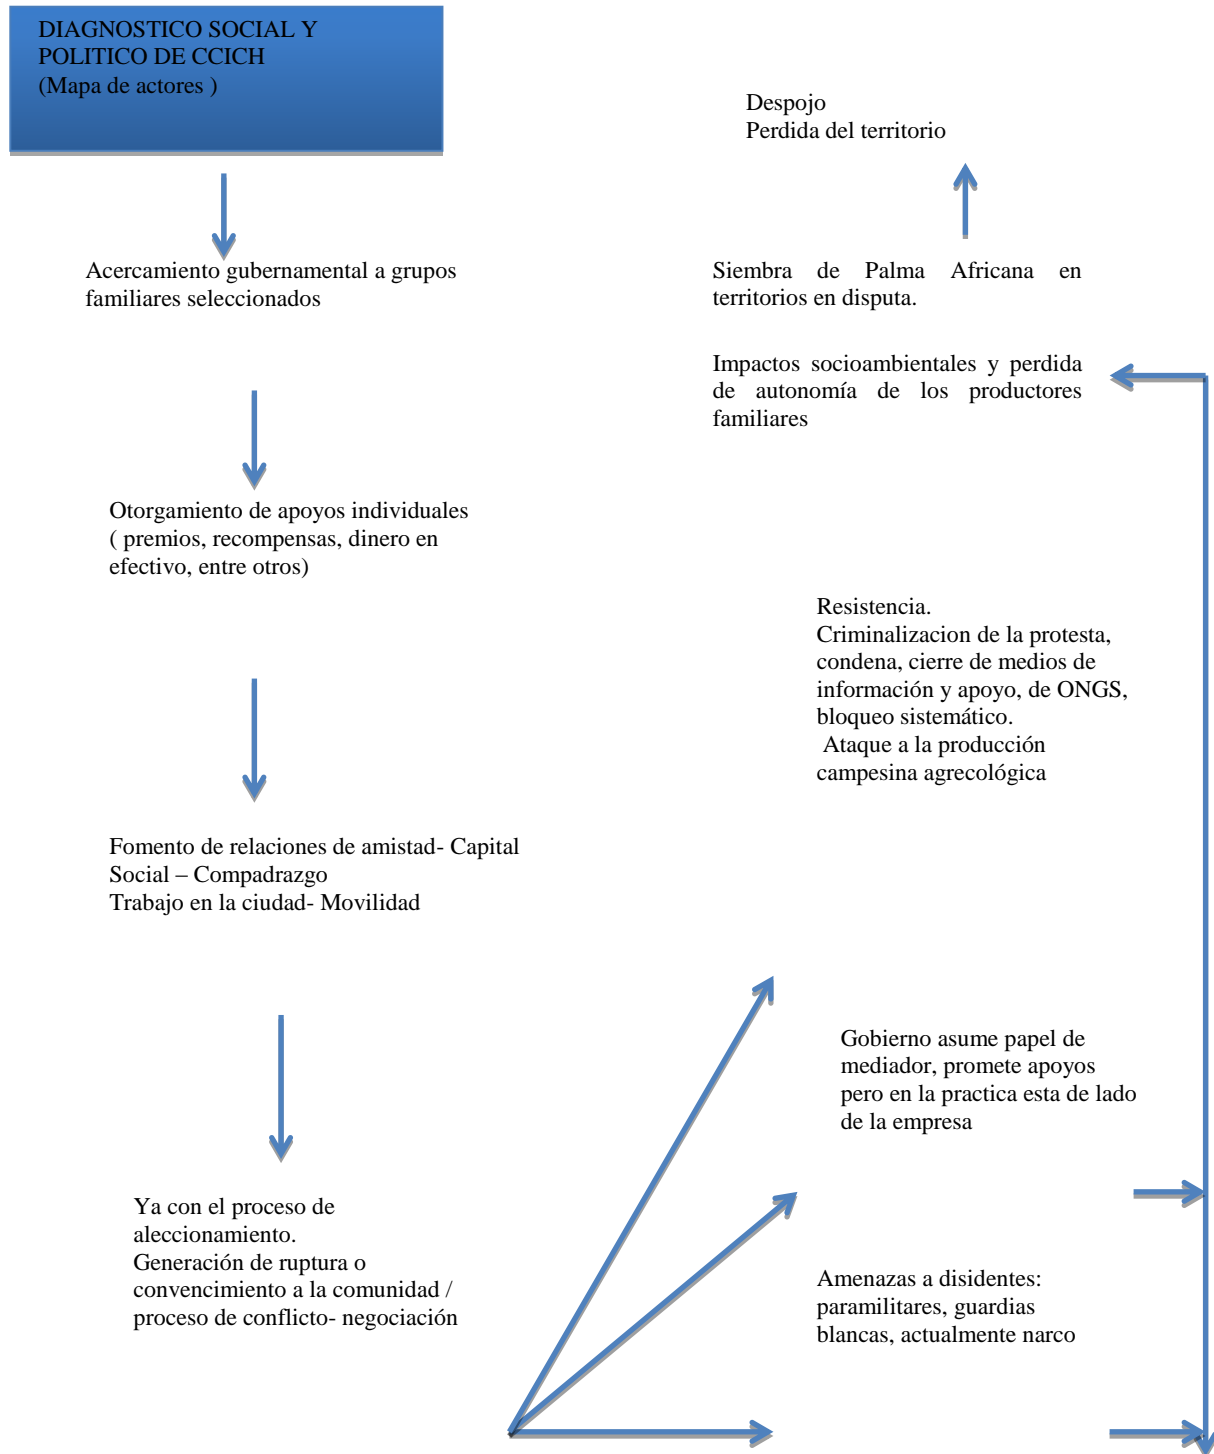 DIAGNOSTICO SOCIAL Y
POLITICO DE CCICH
(Mapa de actores )
Acercamiento gubernamental a grupos
familiares seleccionados
Otorgamiento de apoyos individuales
( premios, recompensas, dinero en
efectivo, entre otros)
Fomento de relaciones de amistad- Capital
Social – Compadrazgo
Trabajo en la ciudad- Movilidad
Ya con el proceso de
aleccionamiento.
Generación de ruptura o
convencimiento a la comunidad /
proceso de conflicto- negociación
Despojo
Perdida del territorio
Siembra de Palma Africana en
territorios en disputa.
Impactos socioambientales y perdida
de autonomía de los productores
familiares
Resistencia.
Criminalizacion de la protesta,
condena, cierre de medios de
información y apoyo, de ONGS,
bloqueo sistemático.
Ataque a la producción
campesina agrecológica
Gobierno asume papel de
mediador, promete apoyos
pero en la practica esta de lado
de la empresa
Amenazas a disidentes:
paramilitares, guardias
blancas, actualmente narco